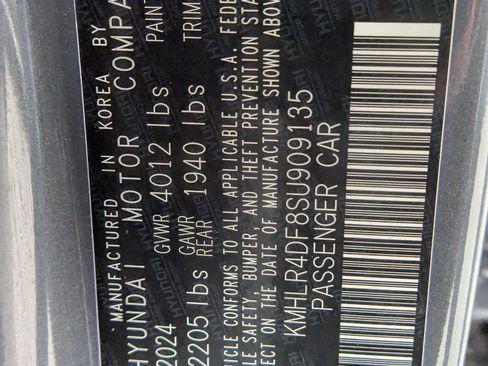 MANUFACTURED IN KOREA BY
HYUNDAI MOTOR COMPA
2024 GVWR 4012 lbs PAIN
2205 lbs GAWR REAR 1940 lbs TRIM
ICLE CONFORMS TO ALL APPLICABLE U.S.A. FEDE
LE SAFETY, BUMPER, AND THEFT PREVENTION STA
ECT ON THE DATE OF MANUFACTURE SHOWN ABOV
KMHLR4DF8SU909135
PASSENGER CAR